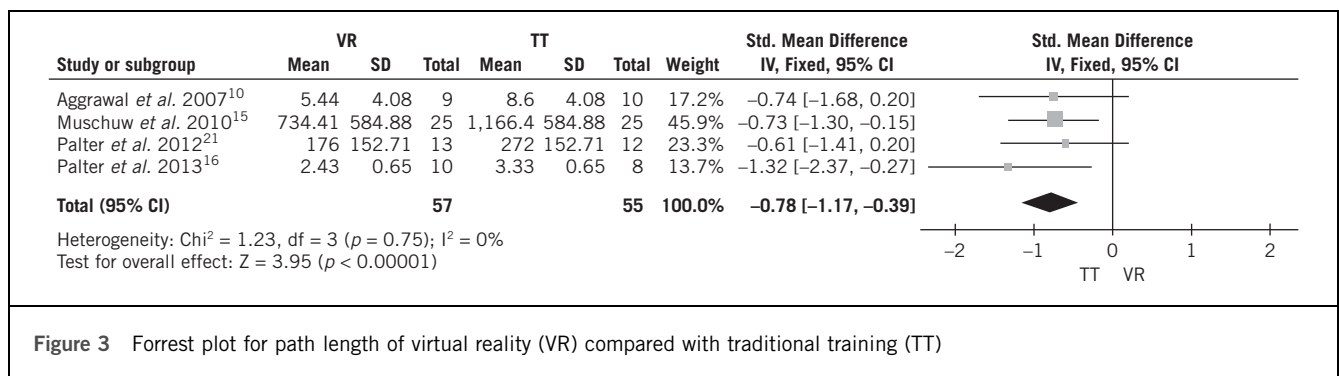 VR TT Std. Mean Difference Std. Mean Difference
Study or subgroup Mean SD Total Mean SD Total Weight IV, Fixed, 95% CI IV, Fixed, 95% CI
Aggrawal et al. 2007¹⁰ 5.44 4.08 9 8.6 4.08 10 17.2% –0.74 [–1.68, 0.20]
Muschuw et al. 2010¹⁵ 734.41 584.88 25 1,166.4 584.88 25 45.9% –0.73 [–1.30, –0.15]
Palter et al. 2012²¹ 176 152.71 13 272 152.71 12 23.3% –0.61 [–1.41, 0.20]
Palter et al. 2013¹⁶ 2.43 0.65 10 3.33 0.65 8 13.7% –1.32 [–2.37, –0.27]
Total (95% CI) 57 55 100.0% –0.78 [–1.17, –0.39]
Heterogeneity: Chi² = 1.23, df = 3 (p = 0.75); I² = 0%
Test for overall effect: Z = 3.95 (p < 0.00001)
–2 –1 0 1 2
TT VR
Figure 3 Forrest plot for path length of virtual reality (VR) compared with traditional training (TT)